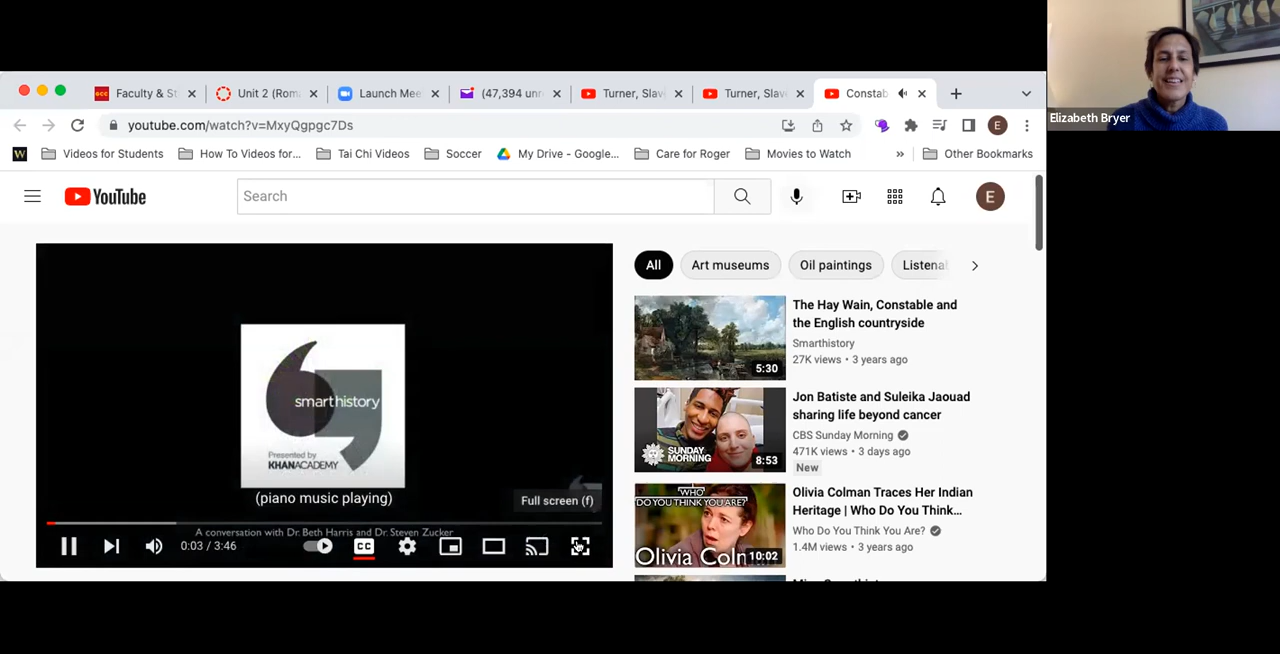 Faculty & St
Unit 2 (Rom
Launch Mee
(47,394 unr
Turner, Slav
Turner, Slav
Constab
youtube.com/watch?v=MxyQgpgc7Ds
E
W
Videos for Students
How To Videos for...
Tai Chi Videos
Soccer
My Drive – Google...
Care for Roger
Movies to Watch
»
Other Bookmarks
YouTube
Search
E
smarthistory
Presented by
KHANACADEMY
(piano music playing)
Full screen (f)
A conversation with Dr. Beth Harris and Dr. Steven Zucker
0:03 / 3:46
CC
All
Art museums
Oil paintings
Listena
5:30
The Hay Wain, Constable and
the English countryside
Smarthistory
27K views • 3 years ago
SUNDAY
MORNING
8:53
Jon Batiste and Suleika Jaouad
sharing life beyond cancer
CBS Sunday Morning
471K views • 3 days ago
New
WHO
DO YOU THINK YOU ARE?
Olivia Coln
10:02
Olivia Colman Traces Her Indian
Heritage | Who Do You Think...
Who Do You Think You Are?
1.4M views • 3 years ago
Elizabeth Bryer